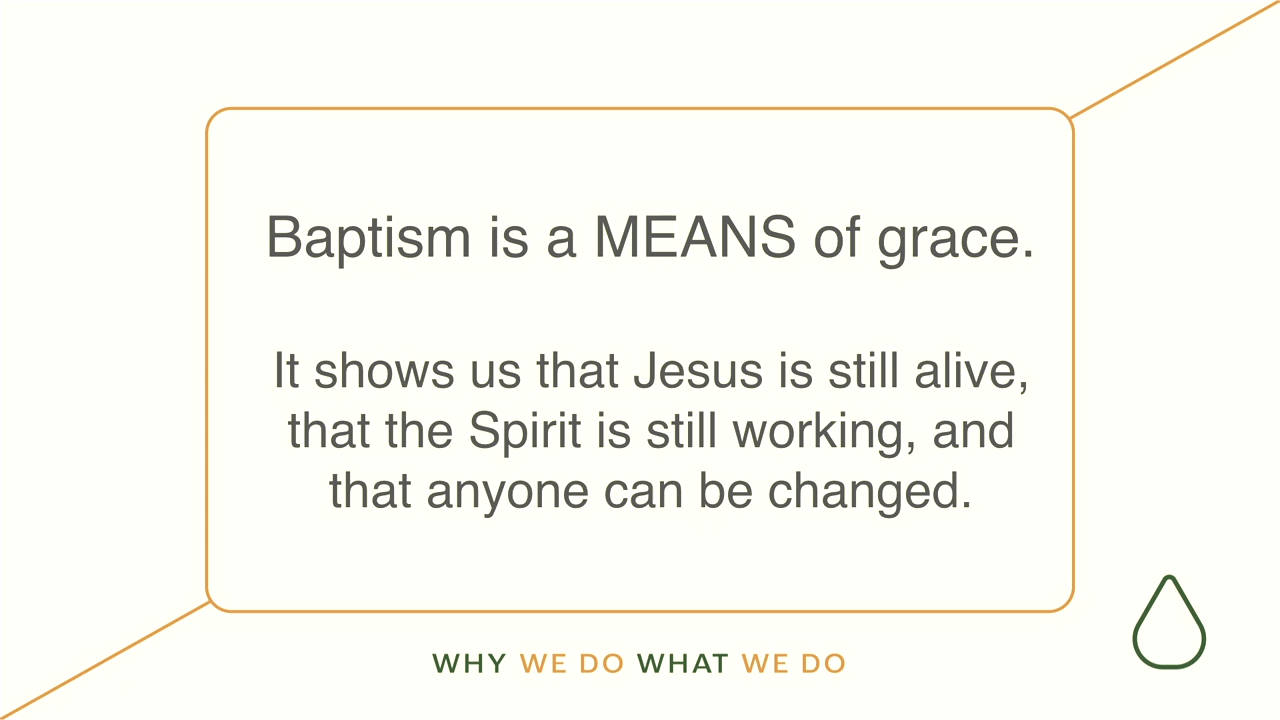 Baptism is a MEANS of grace.
It shows us that Jesus is still alive,
that the Spirit is still working, and
that anyone can be changed.
WHY WE DO WHAT WE DO